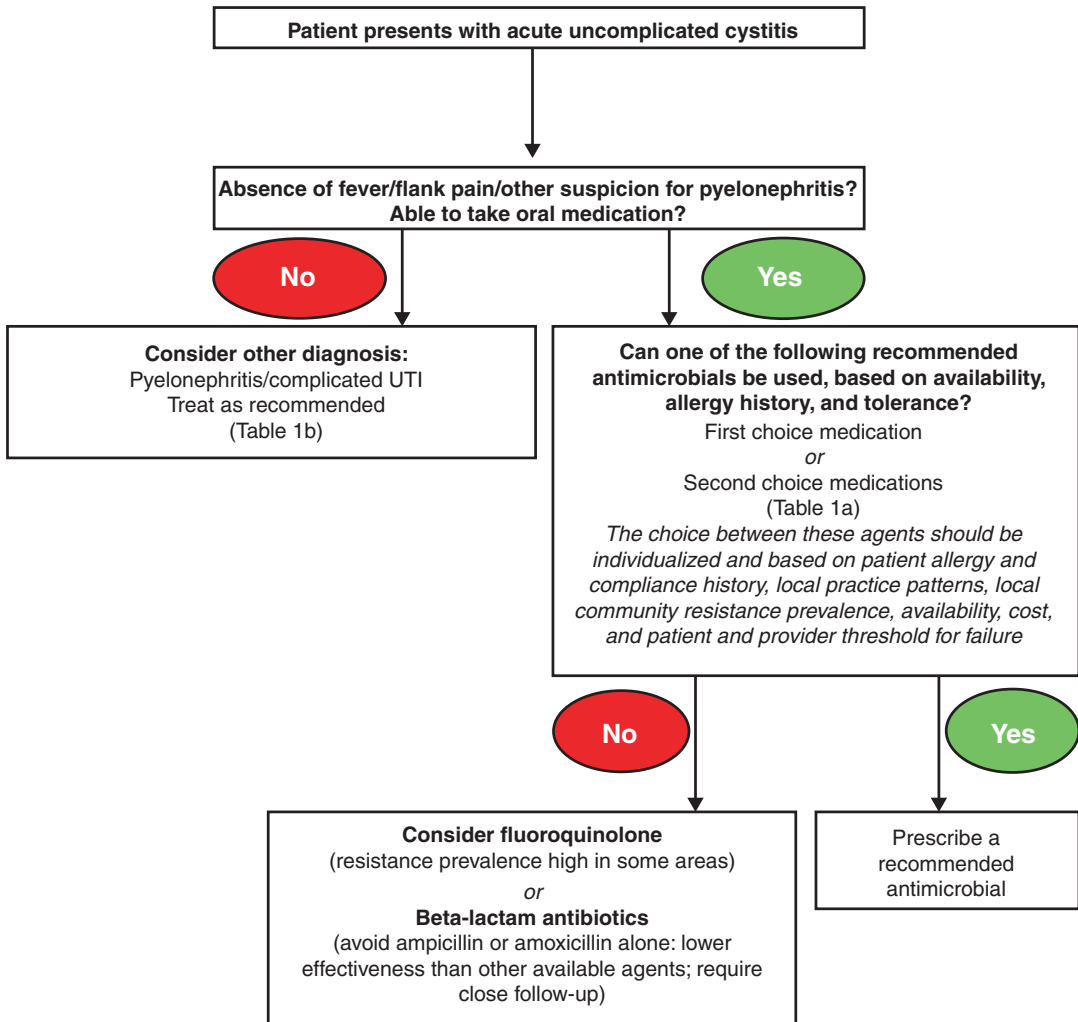 Patient presents with acute uncomplicated cystitis
Absence of fever/flank pain/other suspicion for pyelonephritis?
Able to take oral medication?
No
Yes
Consider other diagnosis:
Pyelonephritis/complicated UTI
Treat as recommended
(Table 1b)
Can one of the following recommended
antimicrobials be used, based on availability,
allergy history, and tolerance?
First choice medication
or
Second choice medications
(Table 1a)
The choice between these agents should be
individualized and based on patient allergy and
compliance history, local practice patterns, local
community resistance prevalence, availability, cost,
and patient and provider threshold for failure
No
Yes
Consider fluoroquinolone
(resistance prevalence high in some areas)
or
Beta-lactam antibiotics
(avoid ampicillin or amoxicillin alone: lower
effectiveness than other available agents; require
close follow-up)
Prescribe a
recommended
antimicrobial